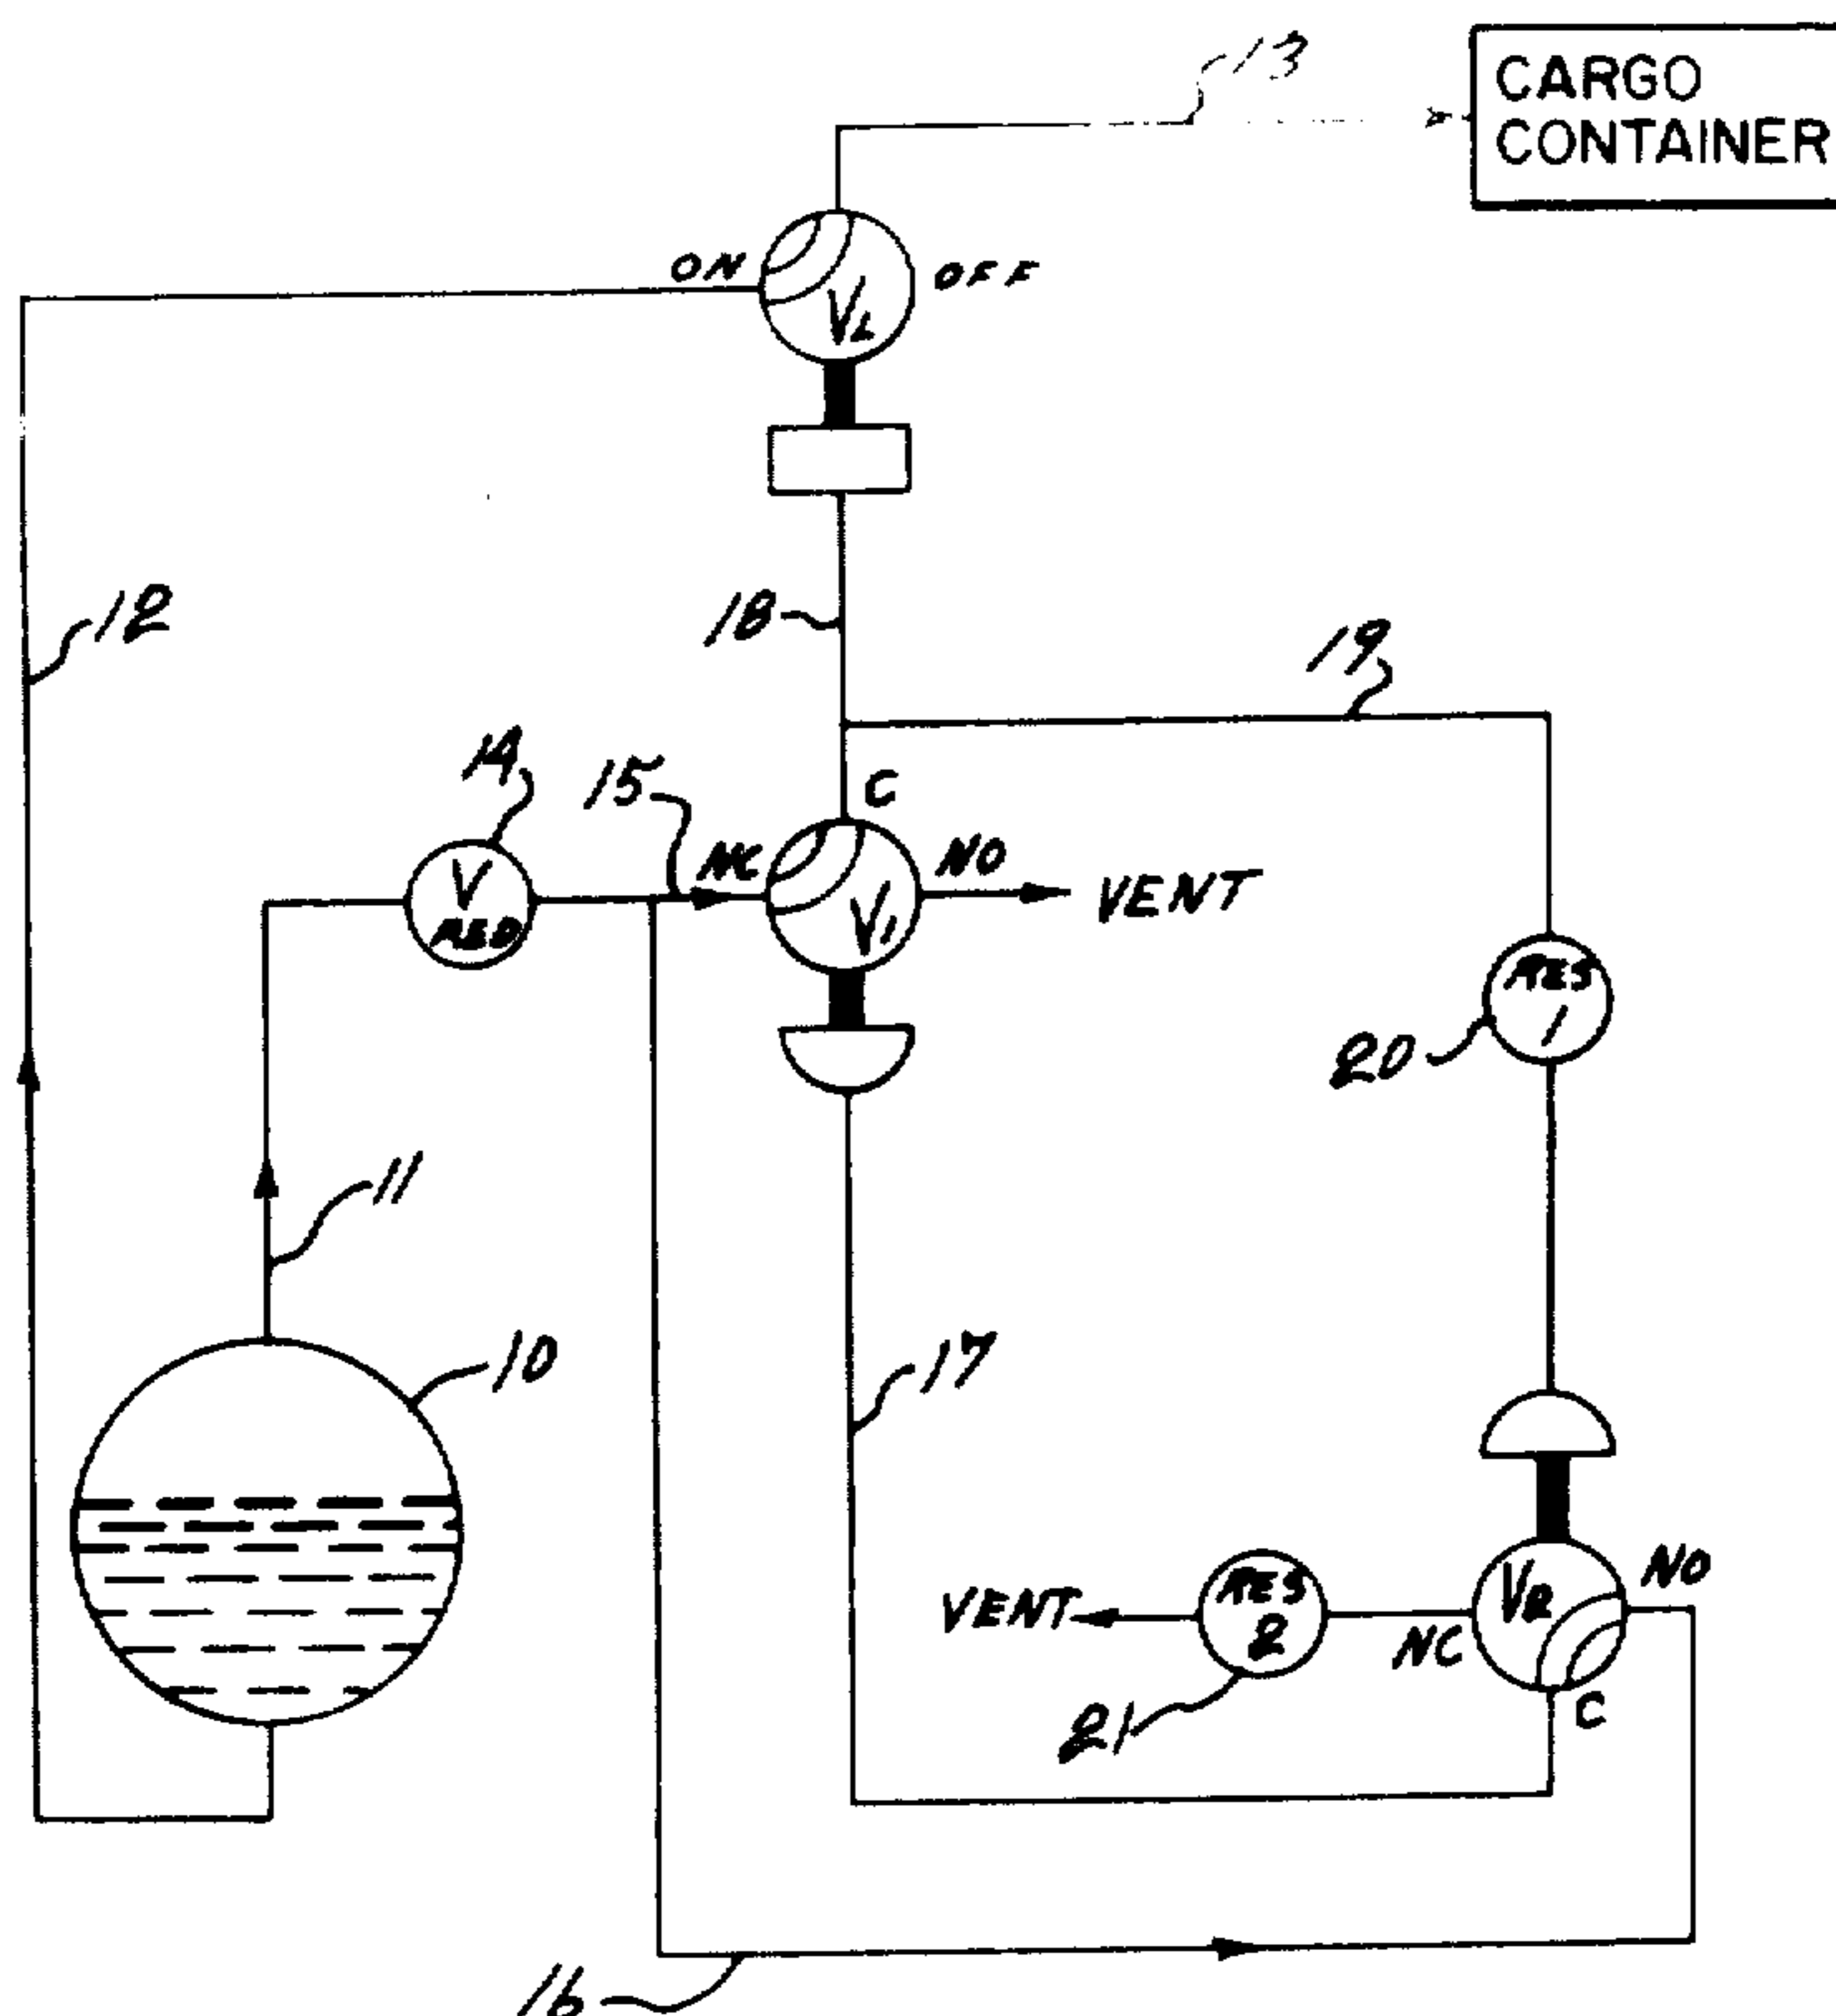 13
CARGO
CONTAINER
ON
OFF
VL
12
18
19
14
15
C
NC
NO
V
RED
V1
VENT
RES
1
20
11
10
17
NO
V2
RES
2
VENT
NC
C
21
16